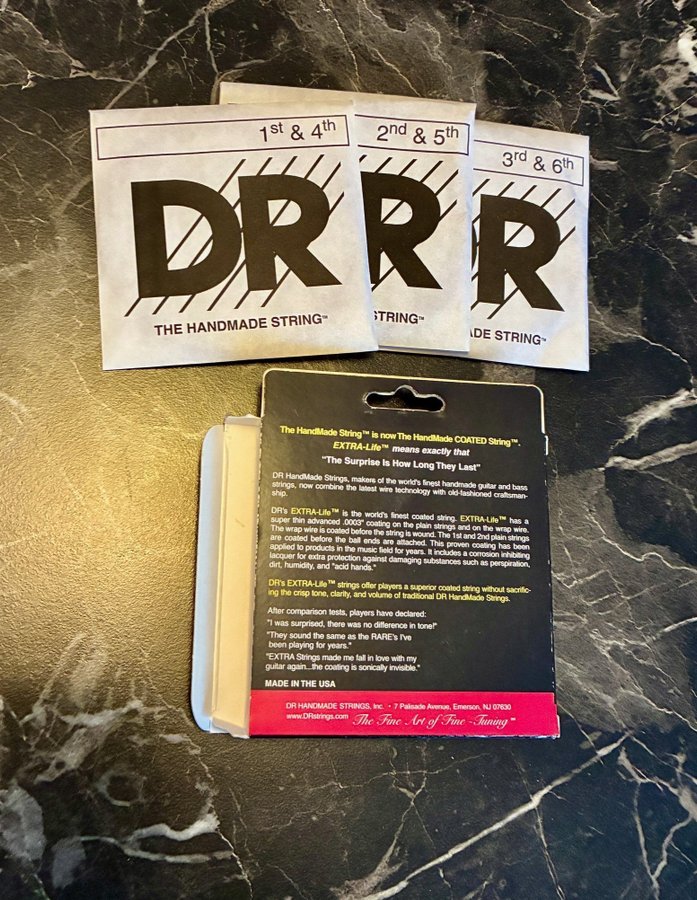 1st & 4th
DR
THE HANDMADE STRING™
2nd & 5th
R
STRING™
3rd & 6th
R
DE STRING™
The HandMade String™ is now The HandMade COATED String™.
EXTRA-Life™ means exactly that
"The Surprise Is How Long They Last"
DR HandMade Strings, makers of the world's finest handmade guitar and bass
strings, now combine the latest wire technology with old-fashioned craftsman-
ship.
DR's EXTRA-Life™ is the world's finest coated string. EXTRA-Life™ has a
super thin advanced .0003" coating on the plain strings and on the wrap wire.
The wrap wire is coated before the string is wound. The 1st and 2nd plain strings
are coated before the ball ends are attached. This proven coating has been
applied to products in the music field for years. It includes a corrosion inhibiting
lacquer for extra protection against damaging substances such as perspiration,
dirt, humidity, and "acid hands."
DR's EXTRA-Life™ strings offer players a superior coated string without sacrific-
ing the crisp tone, clarity, and volume of traditional DR HandMade Strings.
After comparison tests, players have declared:
"I was surprised, there was no difference in tone!"
"They sound the same as the RARE's I've
been playing for years."
"EXTRA Strings made me fall in love with my
guitar again...the coating is sonically invisible."
MADE IN THE USA
DR HANDMADE STRINGS, Inc. • 7 Palisade Avenue, Emerson, NJ 07630
www.DRstrings.com The Fine Art of Fine-Tuning™